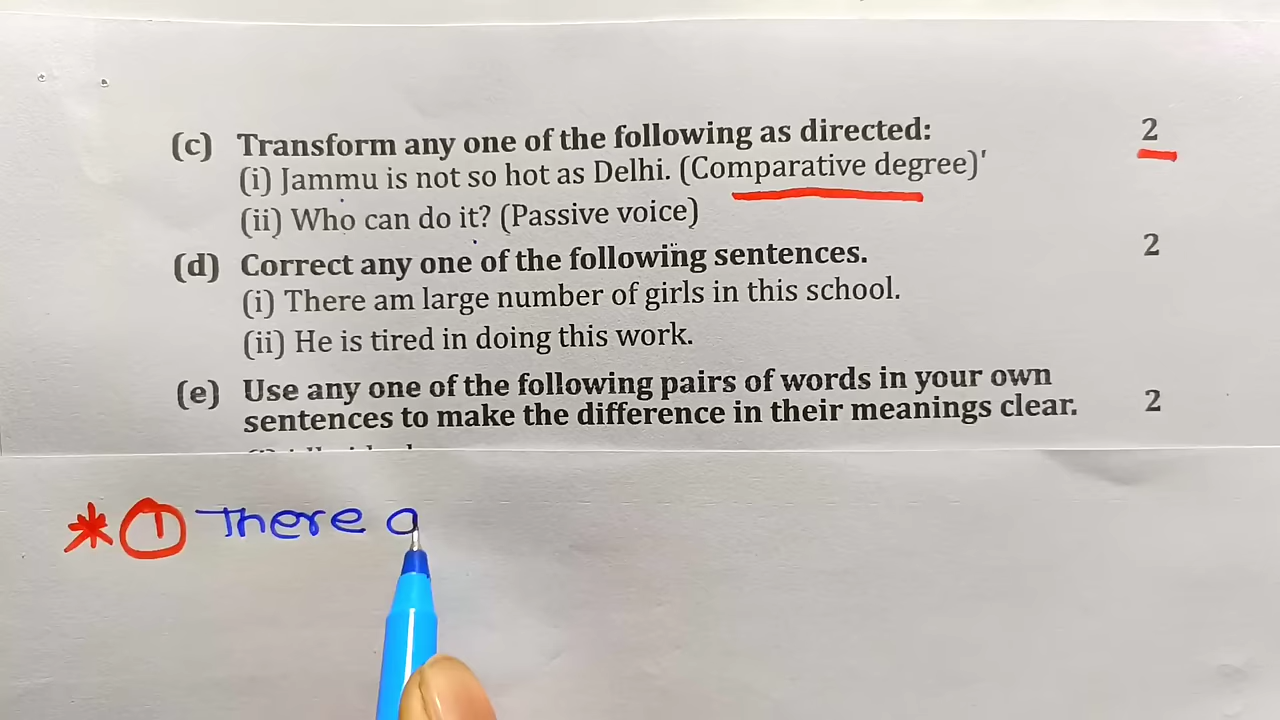 (c) Transform any one of the following as directed: 2
(i) Jammu is not so hot as Delhi. (Comparative degree)'
(ii) Who can do it? (Passive voice)
(d) Correct any one of the following sentences. 2
(i) There am large number of girls in this school.
(ii) He is tired in doing this work.
(e) Use any one of the following pairs of words in your own
sentences to make the difference in their meanings clear. 2
* 1 There a